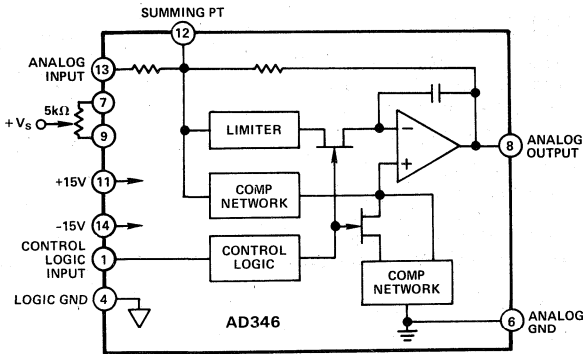 SUMMING PT
12
ANALOG
INPUT
13
7
5kΩ
+VS
9
LIMITER
−
+
8
ANALOG
OUTPUT
+15V
11
COMP
NETWORK
-15V
14
CONTROL
LOGIC
INPUT
1
CONTROL
LOGIC
COMP
NETWORK
LOGIC GND
4
AD346
6
ANALOG
GND